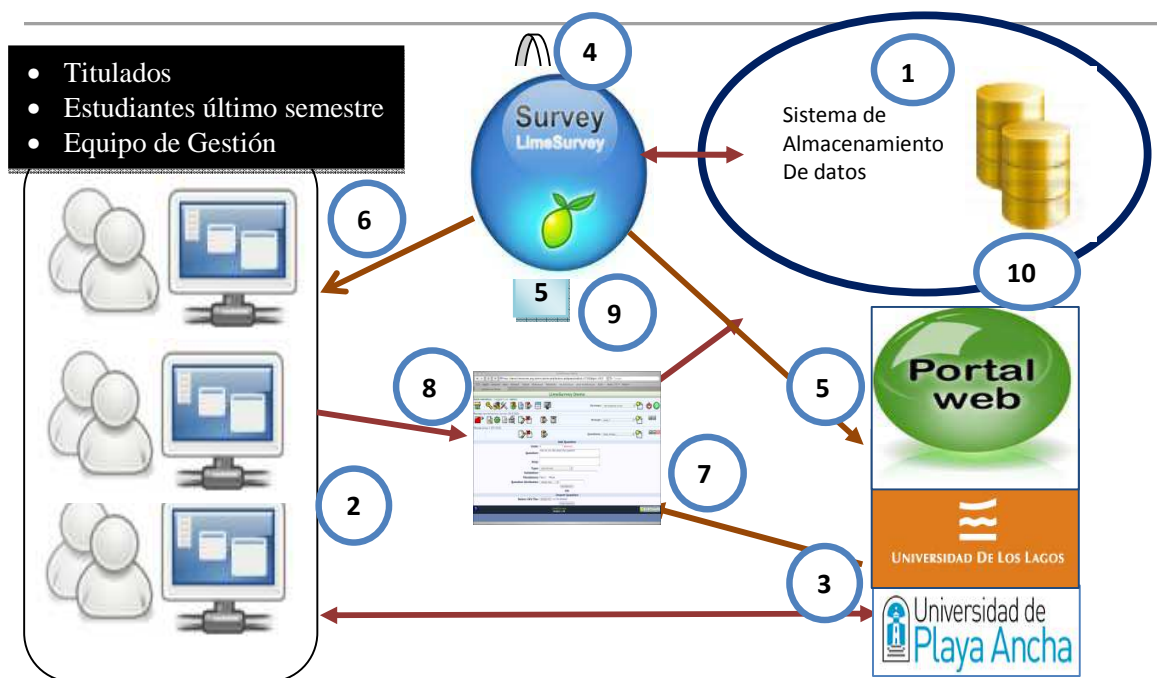 • Titulados
• Estudiantes último semestre
• Equipo de Gestión
4
1
Survey
LimeSurvey
Sistema de
Almacenamiento
De datos
6
10
5
9
8
5
Portal
web
7
2
UNIVERSIDAD DE LOS LAGOS
3
Universidad de
Playa Ancha